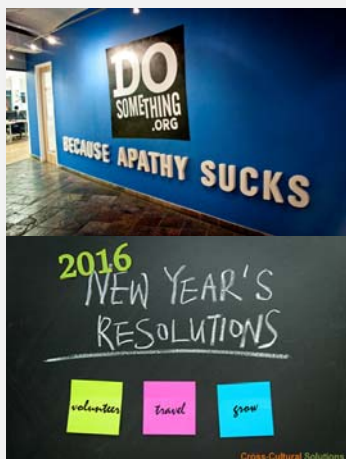 DO
SOMETHING
.ORG
BECAUSE APATHY SUCKS
2016
NEW YEAR'S
RESOLUTIONS
volunteer travel grow
Cross-Cultural Solutions